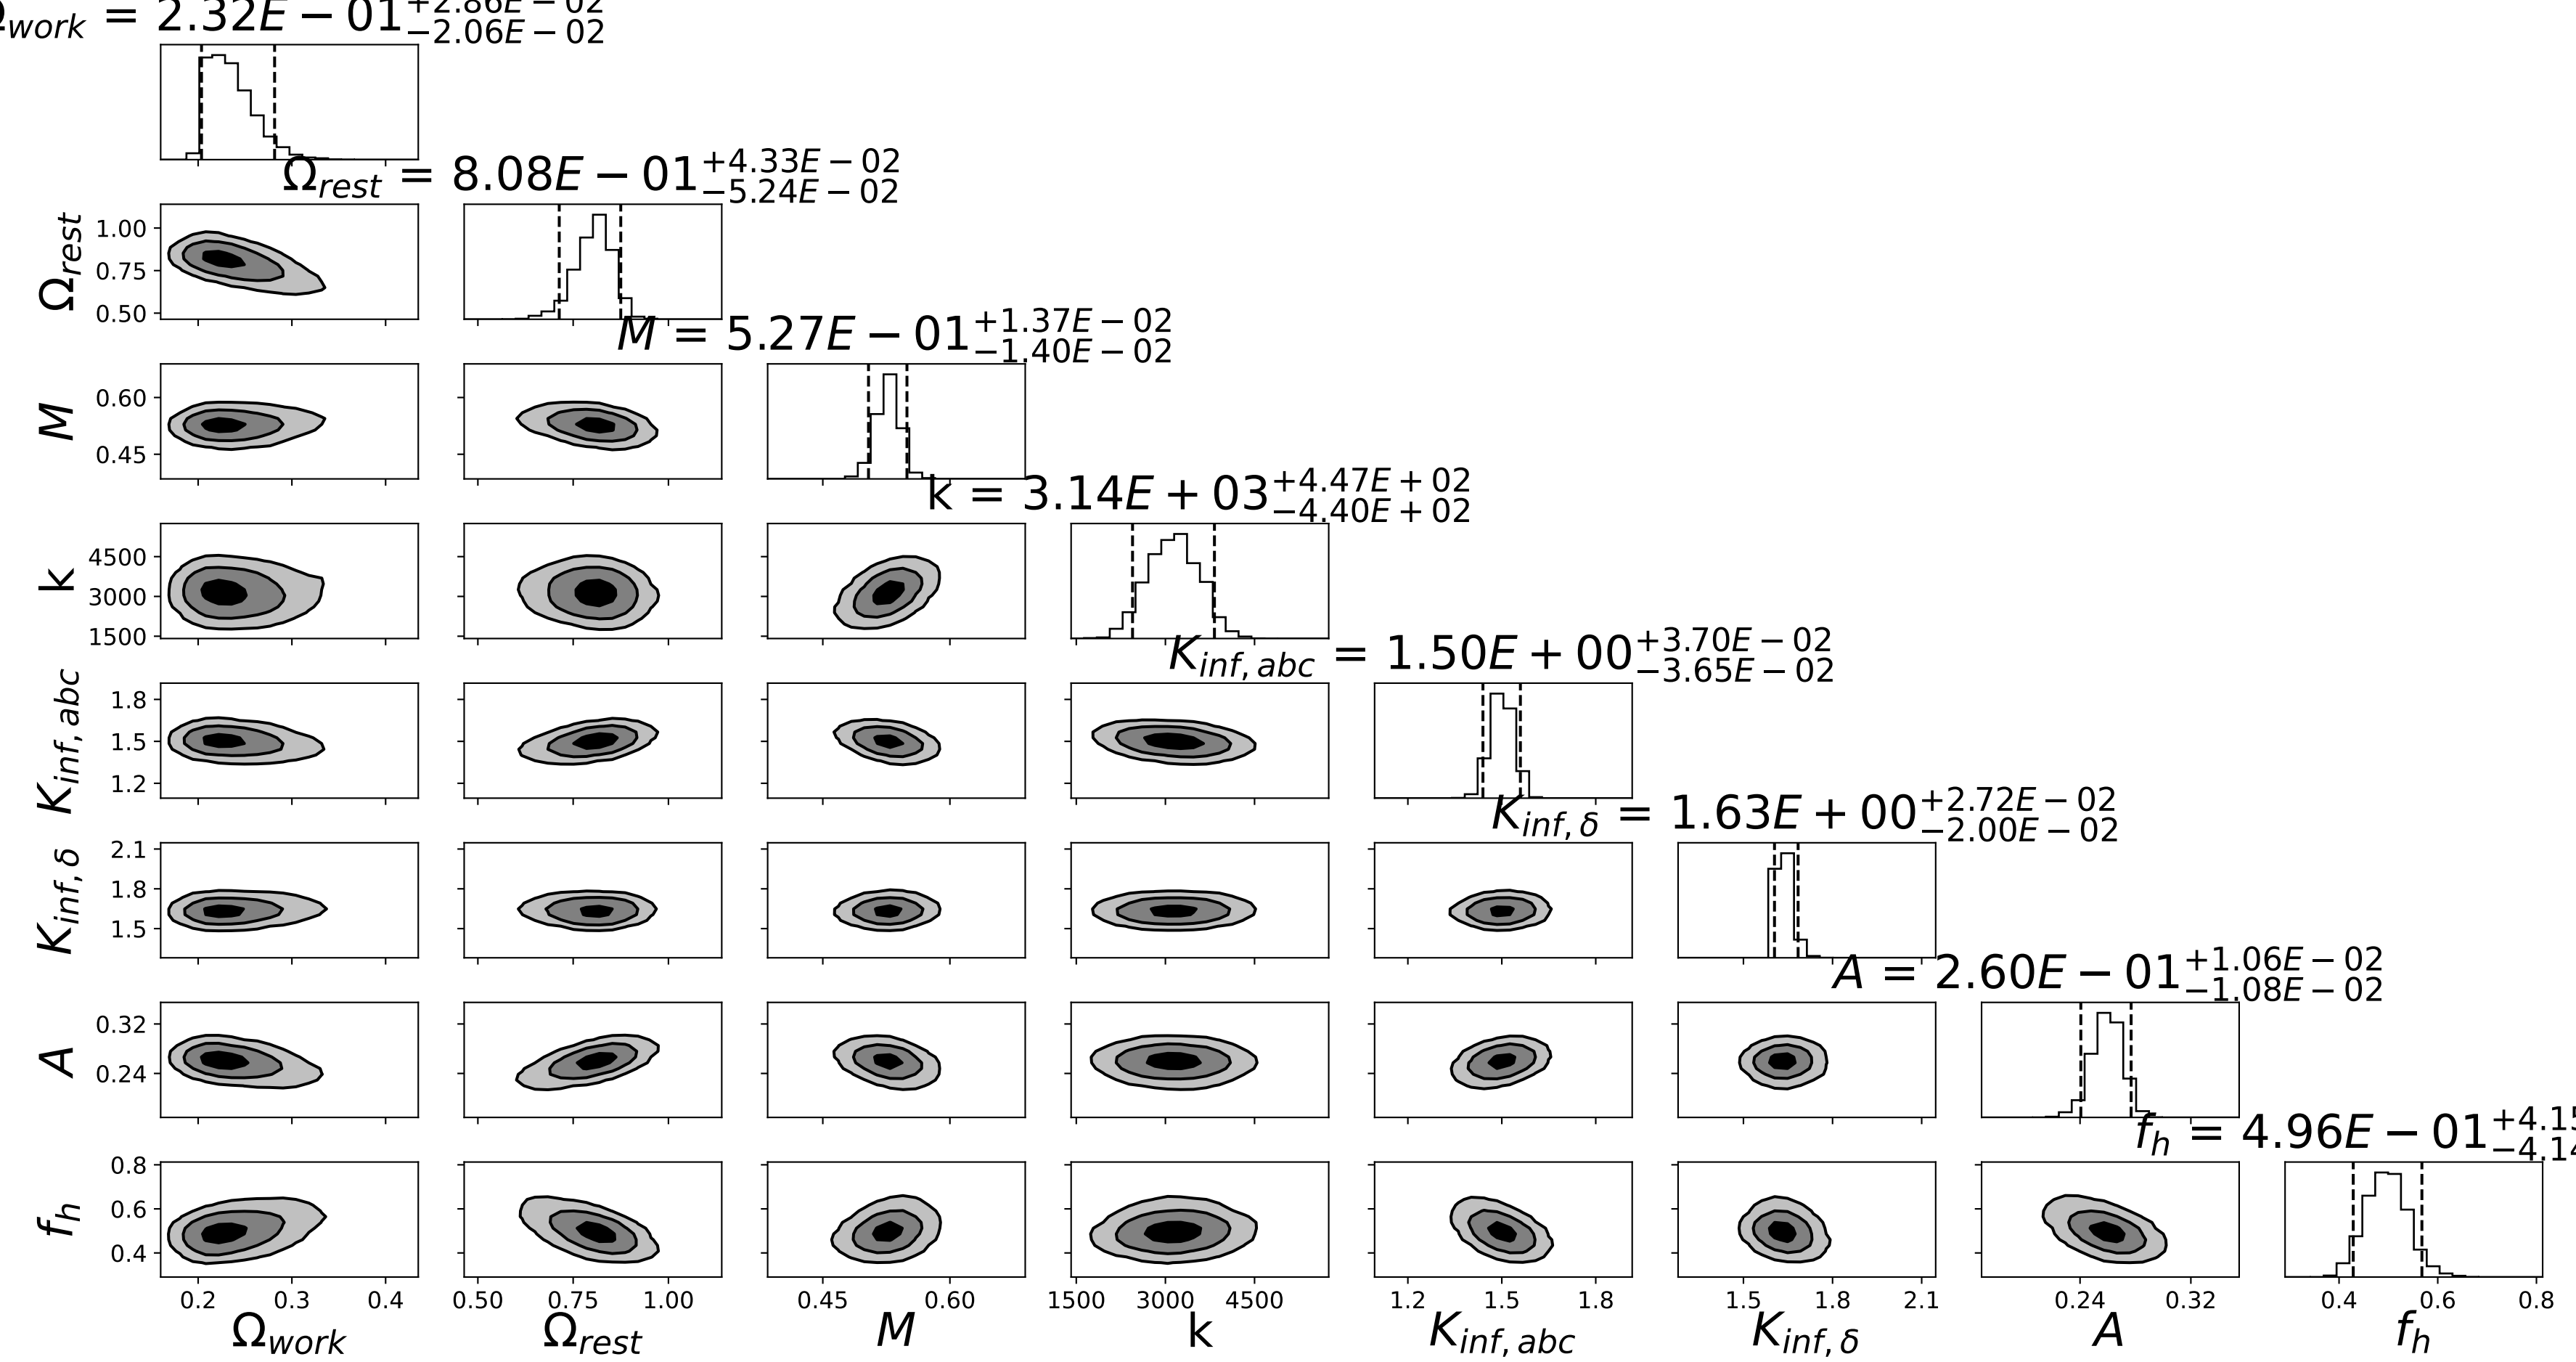 work = 2.32E − 01 +2.86E − 02 −2.06E − 02
Ω_rest = 8.08E − 01 +4.33E − 02 −5.24E − 02
Ω_rest 1.00 0.75 0.50
M = 5.27E − 01 +1.37E − 02 −1.40E − 02
M 0.60 0.45
k = 3.14E + 03 +4.47E + 02 −4.40E + 02
k 4500 3000 1500
K_inf, abc = 1.50E + 00 +3.70E − 02 −3.65E − 02
K_inf, abc 1.8 1.5 1.2
K_inf, δ = 1.63E + 00 +2.72E − 02 −2.00E − 02
K_inf, δ 2.1 1.8 1.5
A = 2.60E − 01 +1.06E − 02 −1.08E − 02
A 0.32 0.24
f_h = 4.96E − 01 +4.15 −4.14
f_h 0.8 0.6 0.4
0.2 0.3 0.4 0.50 0.75 1.00 0.45 0.60 1500 3000 4500 1.2 1.5 1.8 1.5 1.8 2.1 0.24 0.32 0.4 0.6 0.8
Ω_work Ω_rest M k K_inf, abc K_inf, δ A f_h